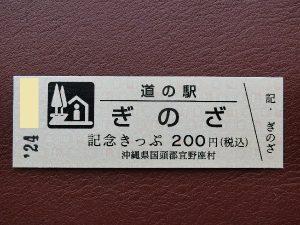 道の駅
ぎのざ
記念きっぷ 200円(税込)
沖縄県国頭郡宜野座村
記・ぎのざ
'24